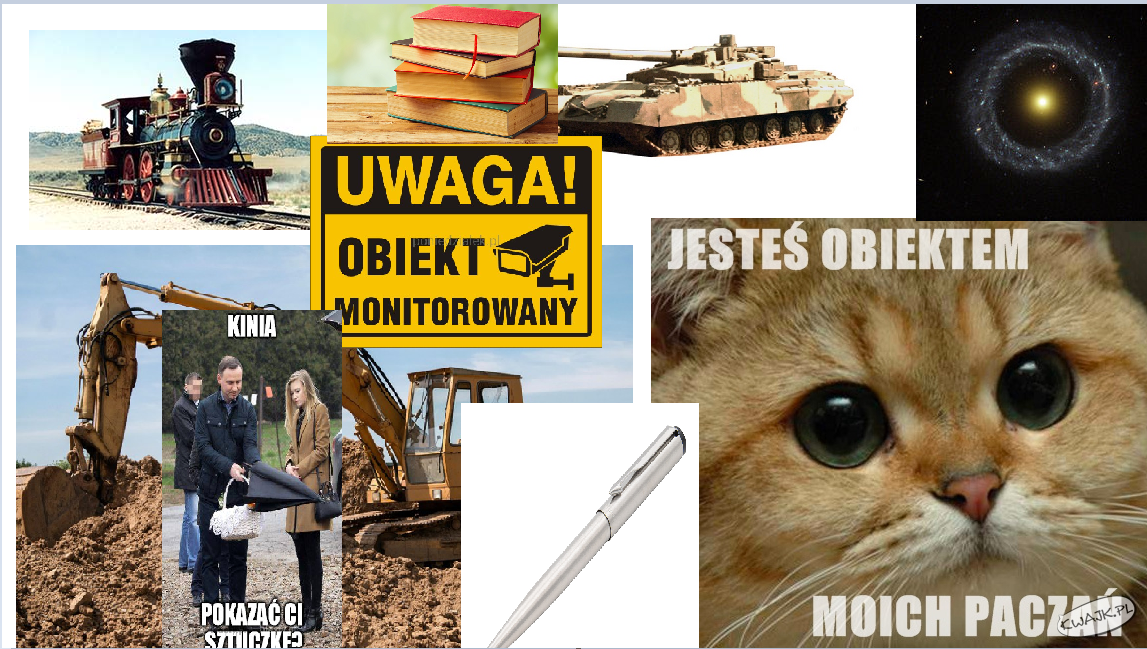 UWAGA!
OBIEKT
MONITOROWANY
JESTEŚ OBIEKTEM
KINIA
POKAZAĆ CI
SZTUCZKĘ?
MOICH PACZAŃ
KWAJK.PL